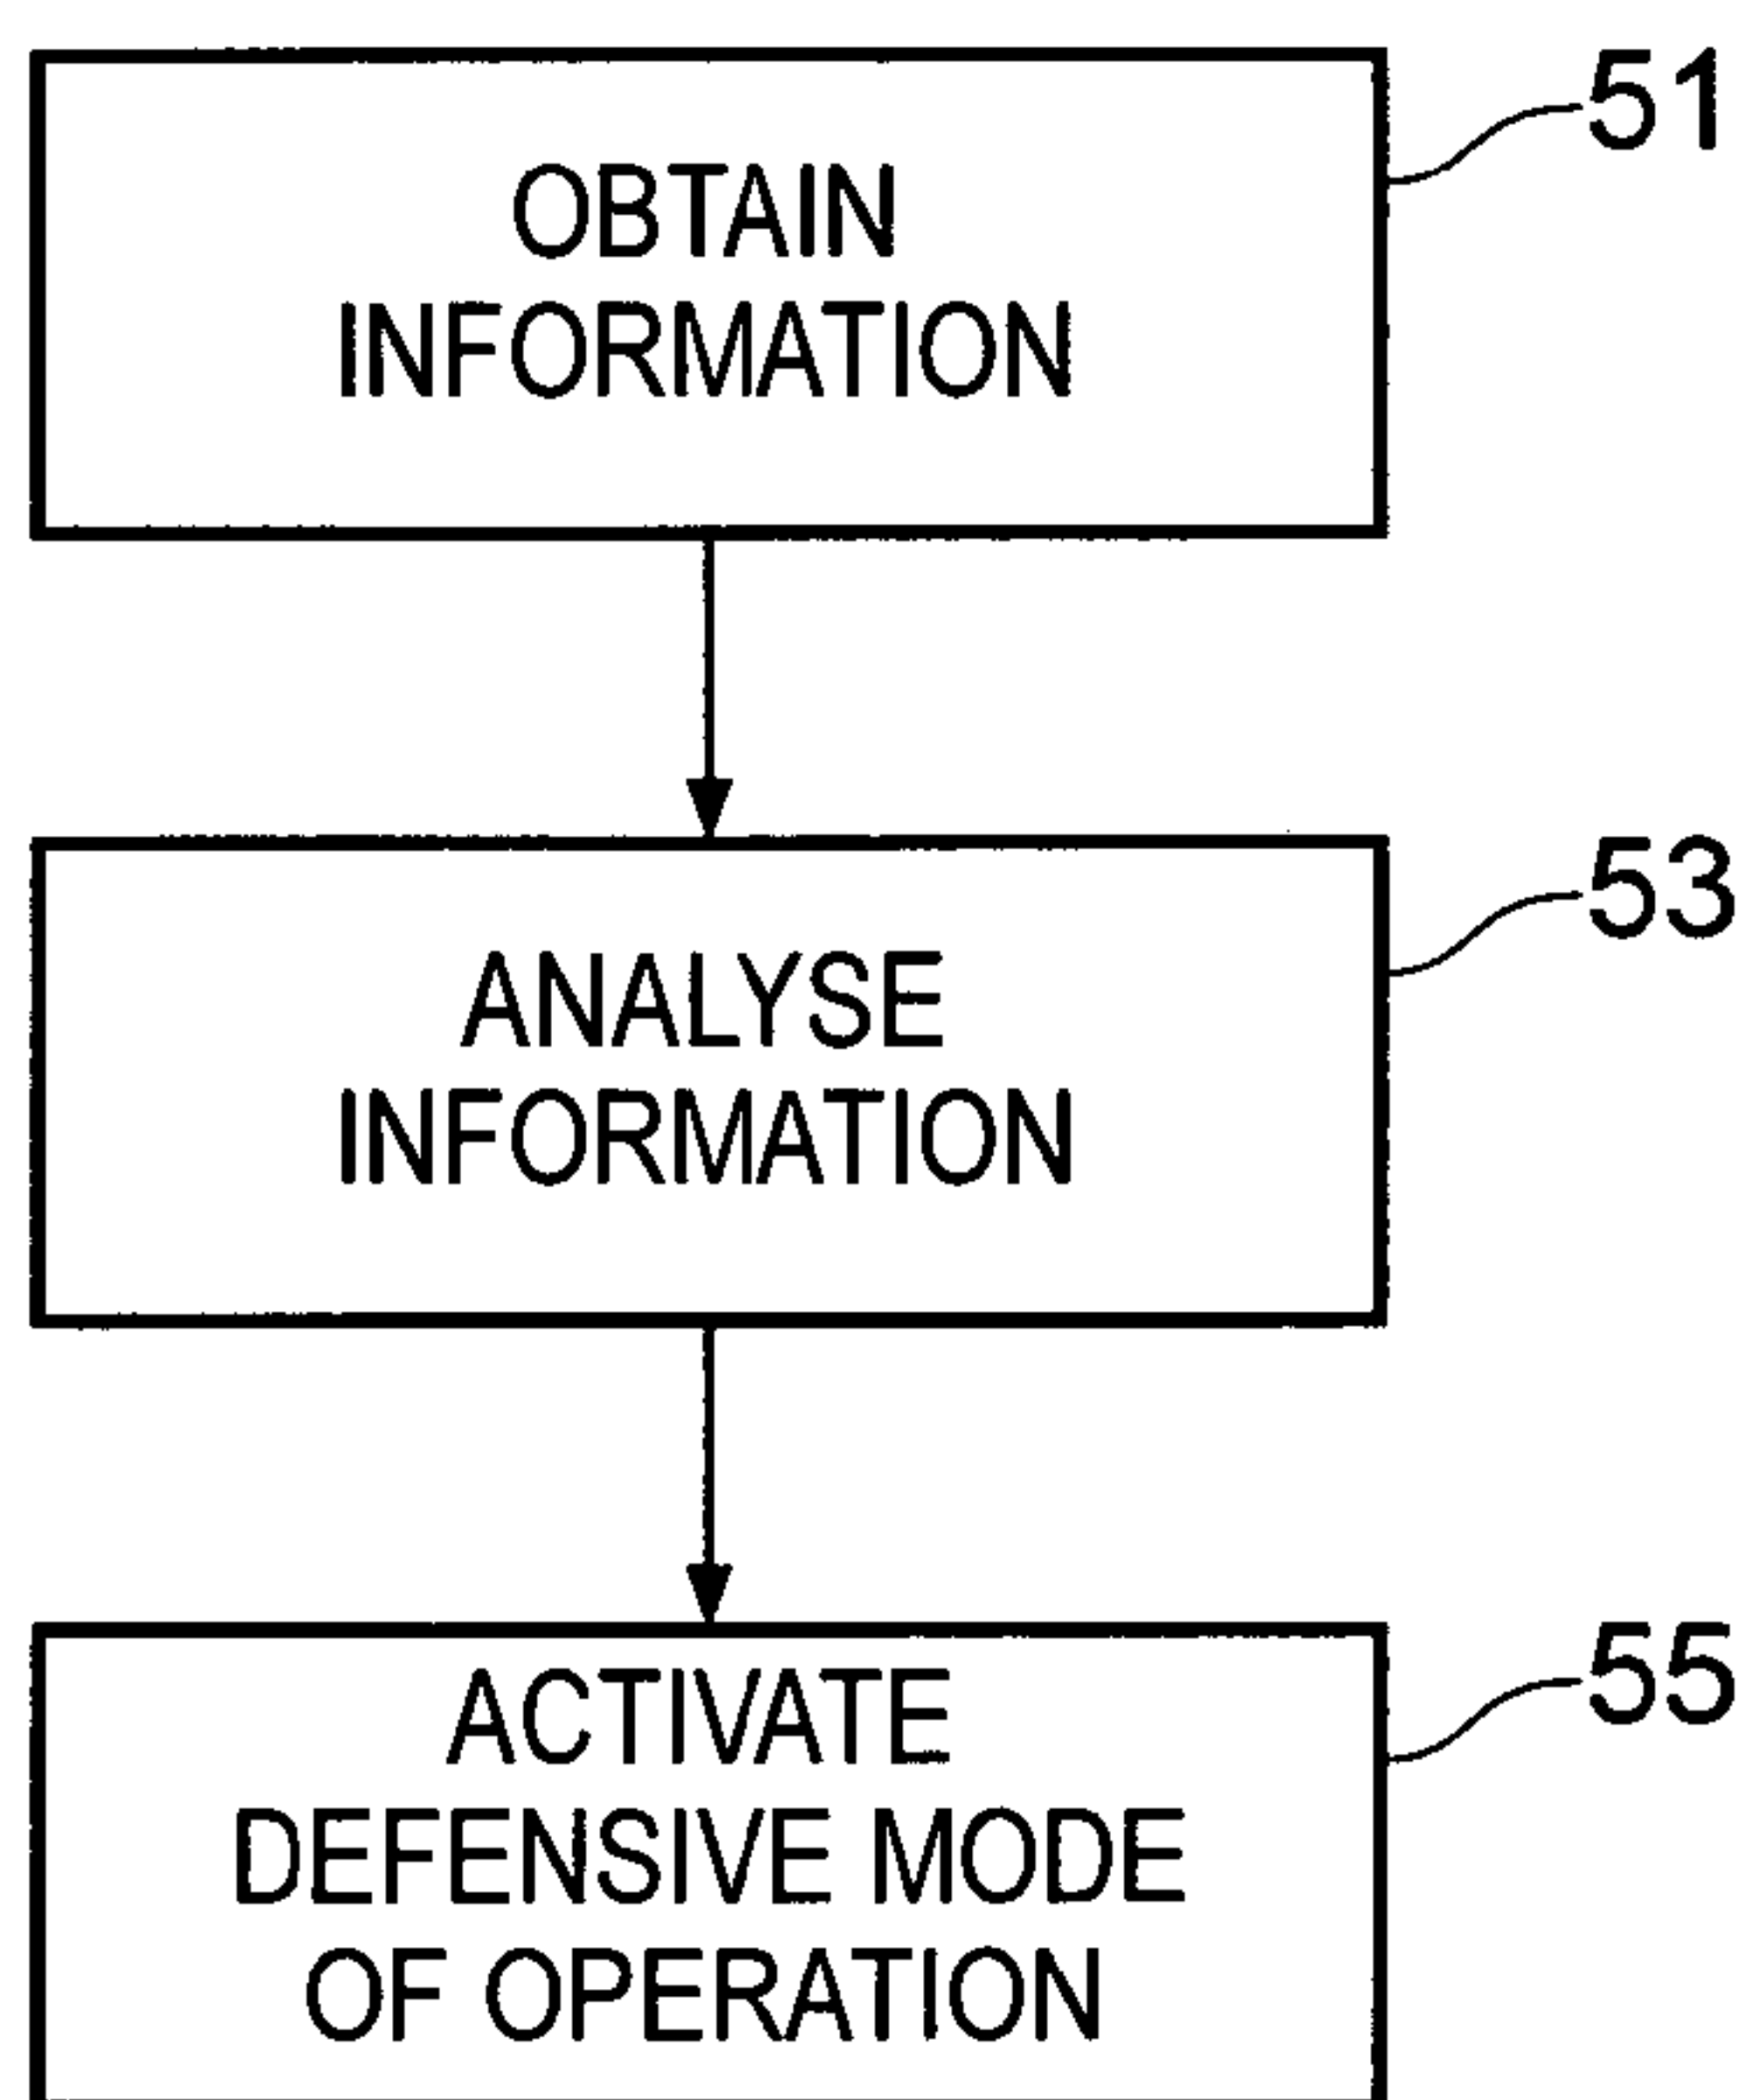 51
OBTAIN
INFORMATION
53
ANALYSE
INFORMATION
55
ACTIVATE
DEFENSIVE MODE
OF OPERATION